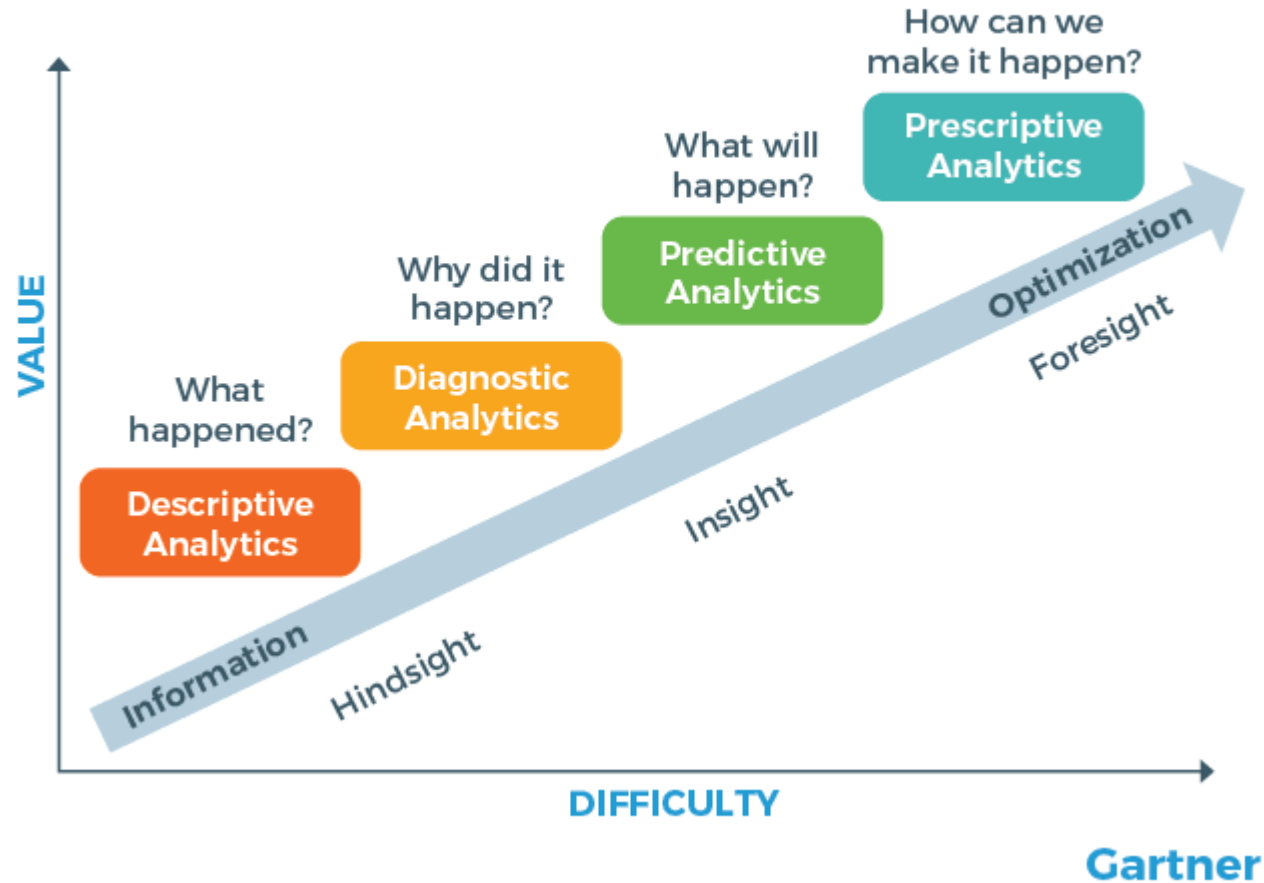 How can we
make it happen?
Prescriptive
Analytics
What will
happen?
Predictive
Analytics
Why did it
happen?
Diagnostic
Analytics
What
happened?
Descriptive
Analytics
VALUE
Information
Optimization
Hindsight
Insight
Foresight
DIFFICULTY
Gartner